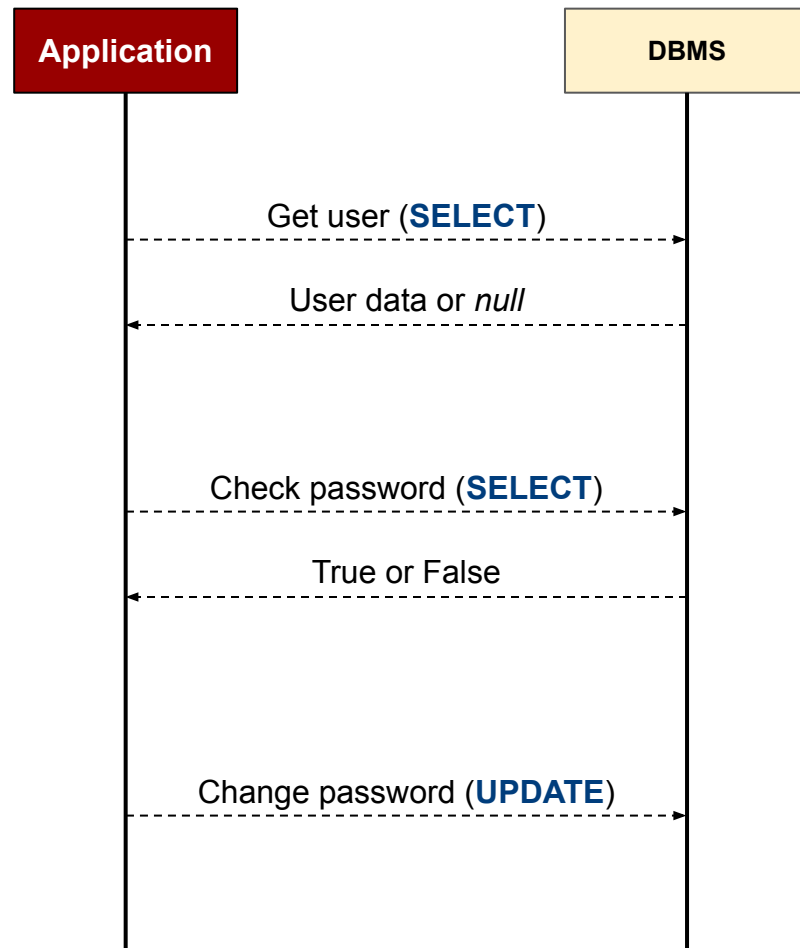 Application
DBMS
Get user (SELECT)
User data or null
Check password (SELECT)
True or False
Change password (UPDATE)